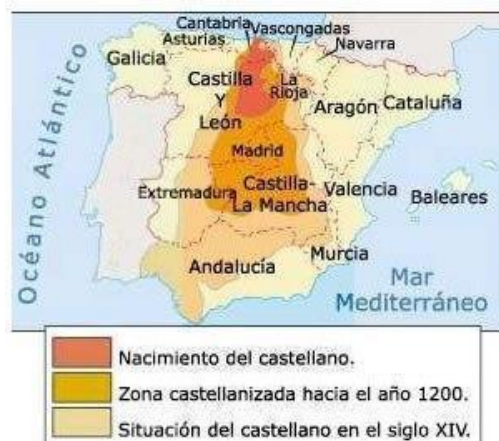 Cantabria
Vascongadas
Asturias
Navarra
Galicia
Castilla
Y
León
La
Rioja
Aragón
Cataluña
Océano Atlántico
Madrid
Extremadura
Castilla-
La Mancha
Valencia
Baleares
Murcia
Andalucía
Mar
Mediterráneo
Nacimiento del castellano.
Zona castellanizada hacia el año 1200.
Situación del castellano en el siglo XIV.